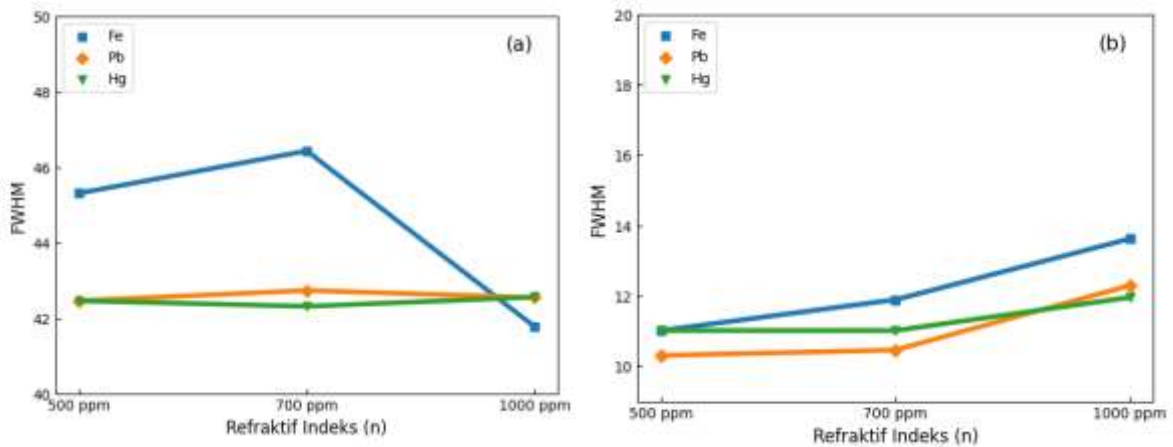 50
48
46
44
42
40
FWHM
Fe
Pb
Hg
(a)
500 ppm
700 ppm
1000 ppm
Refraktif Indeks (n)
20
18
16
14
12
10
FWHM
Fe
Pb
Hg
(b)
500 ppm
700 ppm
1000 ppm
Refraktif Indeks (n)